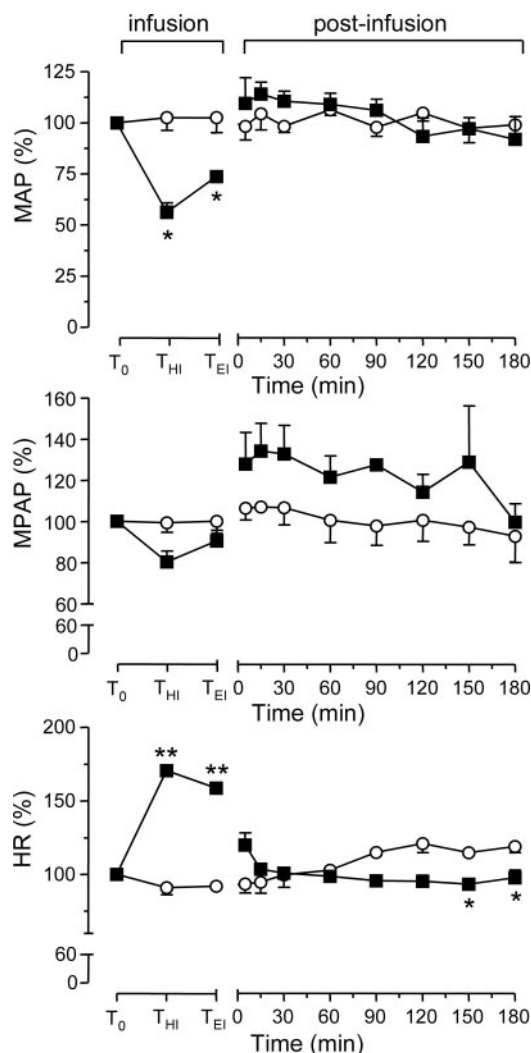 infusion post-infusion
MAP (%)
125
100
75
50
25
0
*
*
T0 THI TEI 0 30 60 90 120 150 180
Time (min)
MPAP (%)
160
140
120
100
80
60
60
0
T0 THI TEI 0 30 60 90 120 150 180
Time (min)
HR (%)
200
150
100
60
0
** **
* *
T0 THI TEI 0 30 60 90 120 150 180
Time (min)